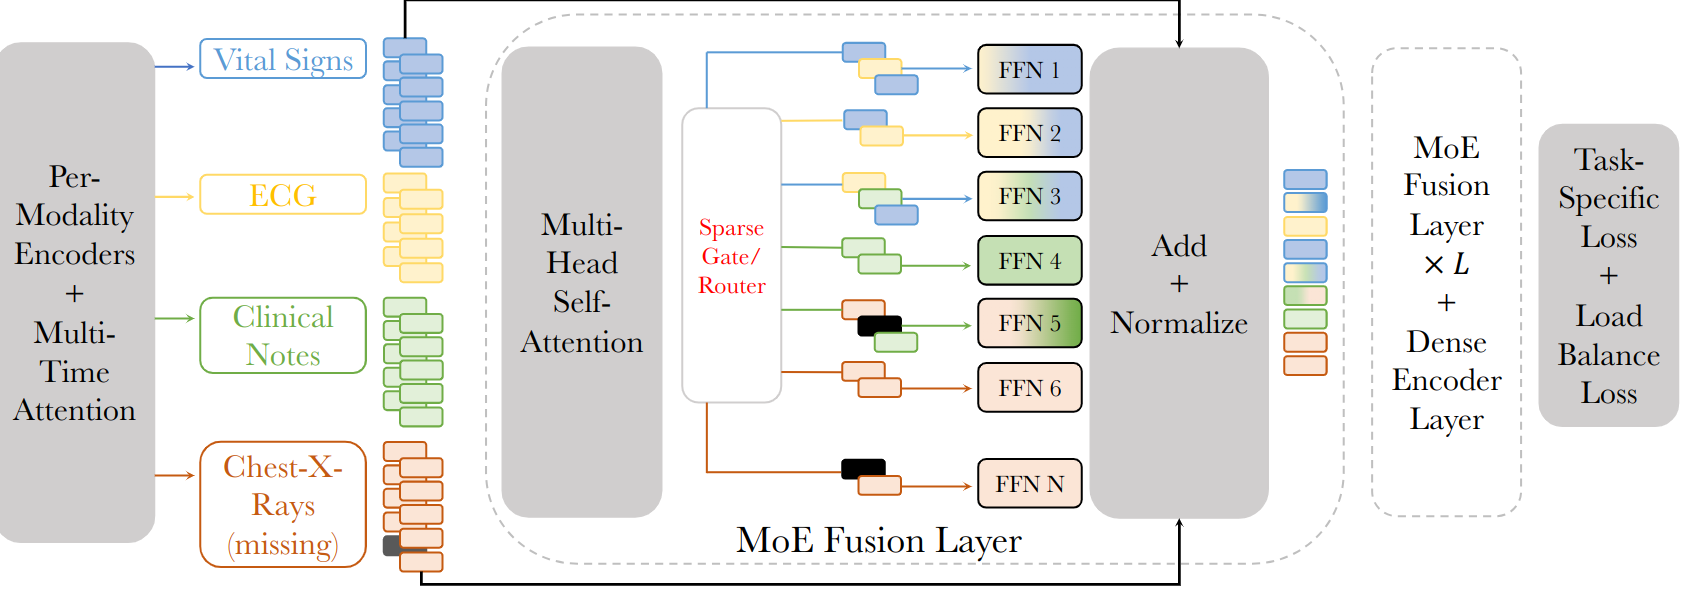 Per-
Modality
Encoders
+
Multi-
Time
Attention
Vital Signs
ECG
Clinical
Notes
Chest-X-
Rays
(missing)
Multi-
Head
Self-
Attention
Sparse
Gate/
Router
FFN 1
FFN 2
FFN 3
FFN 4
FFN 5
FFN 6
FFN N
Add
+
Normalize
MoE Fusion Layer
MoE
Fusion
Layer
× L
+
Dense
Encoder
Layer
Task-
Specific
Loss
+
Load
Balance
Loss